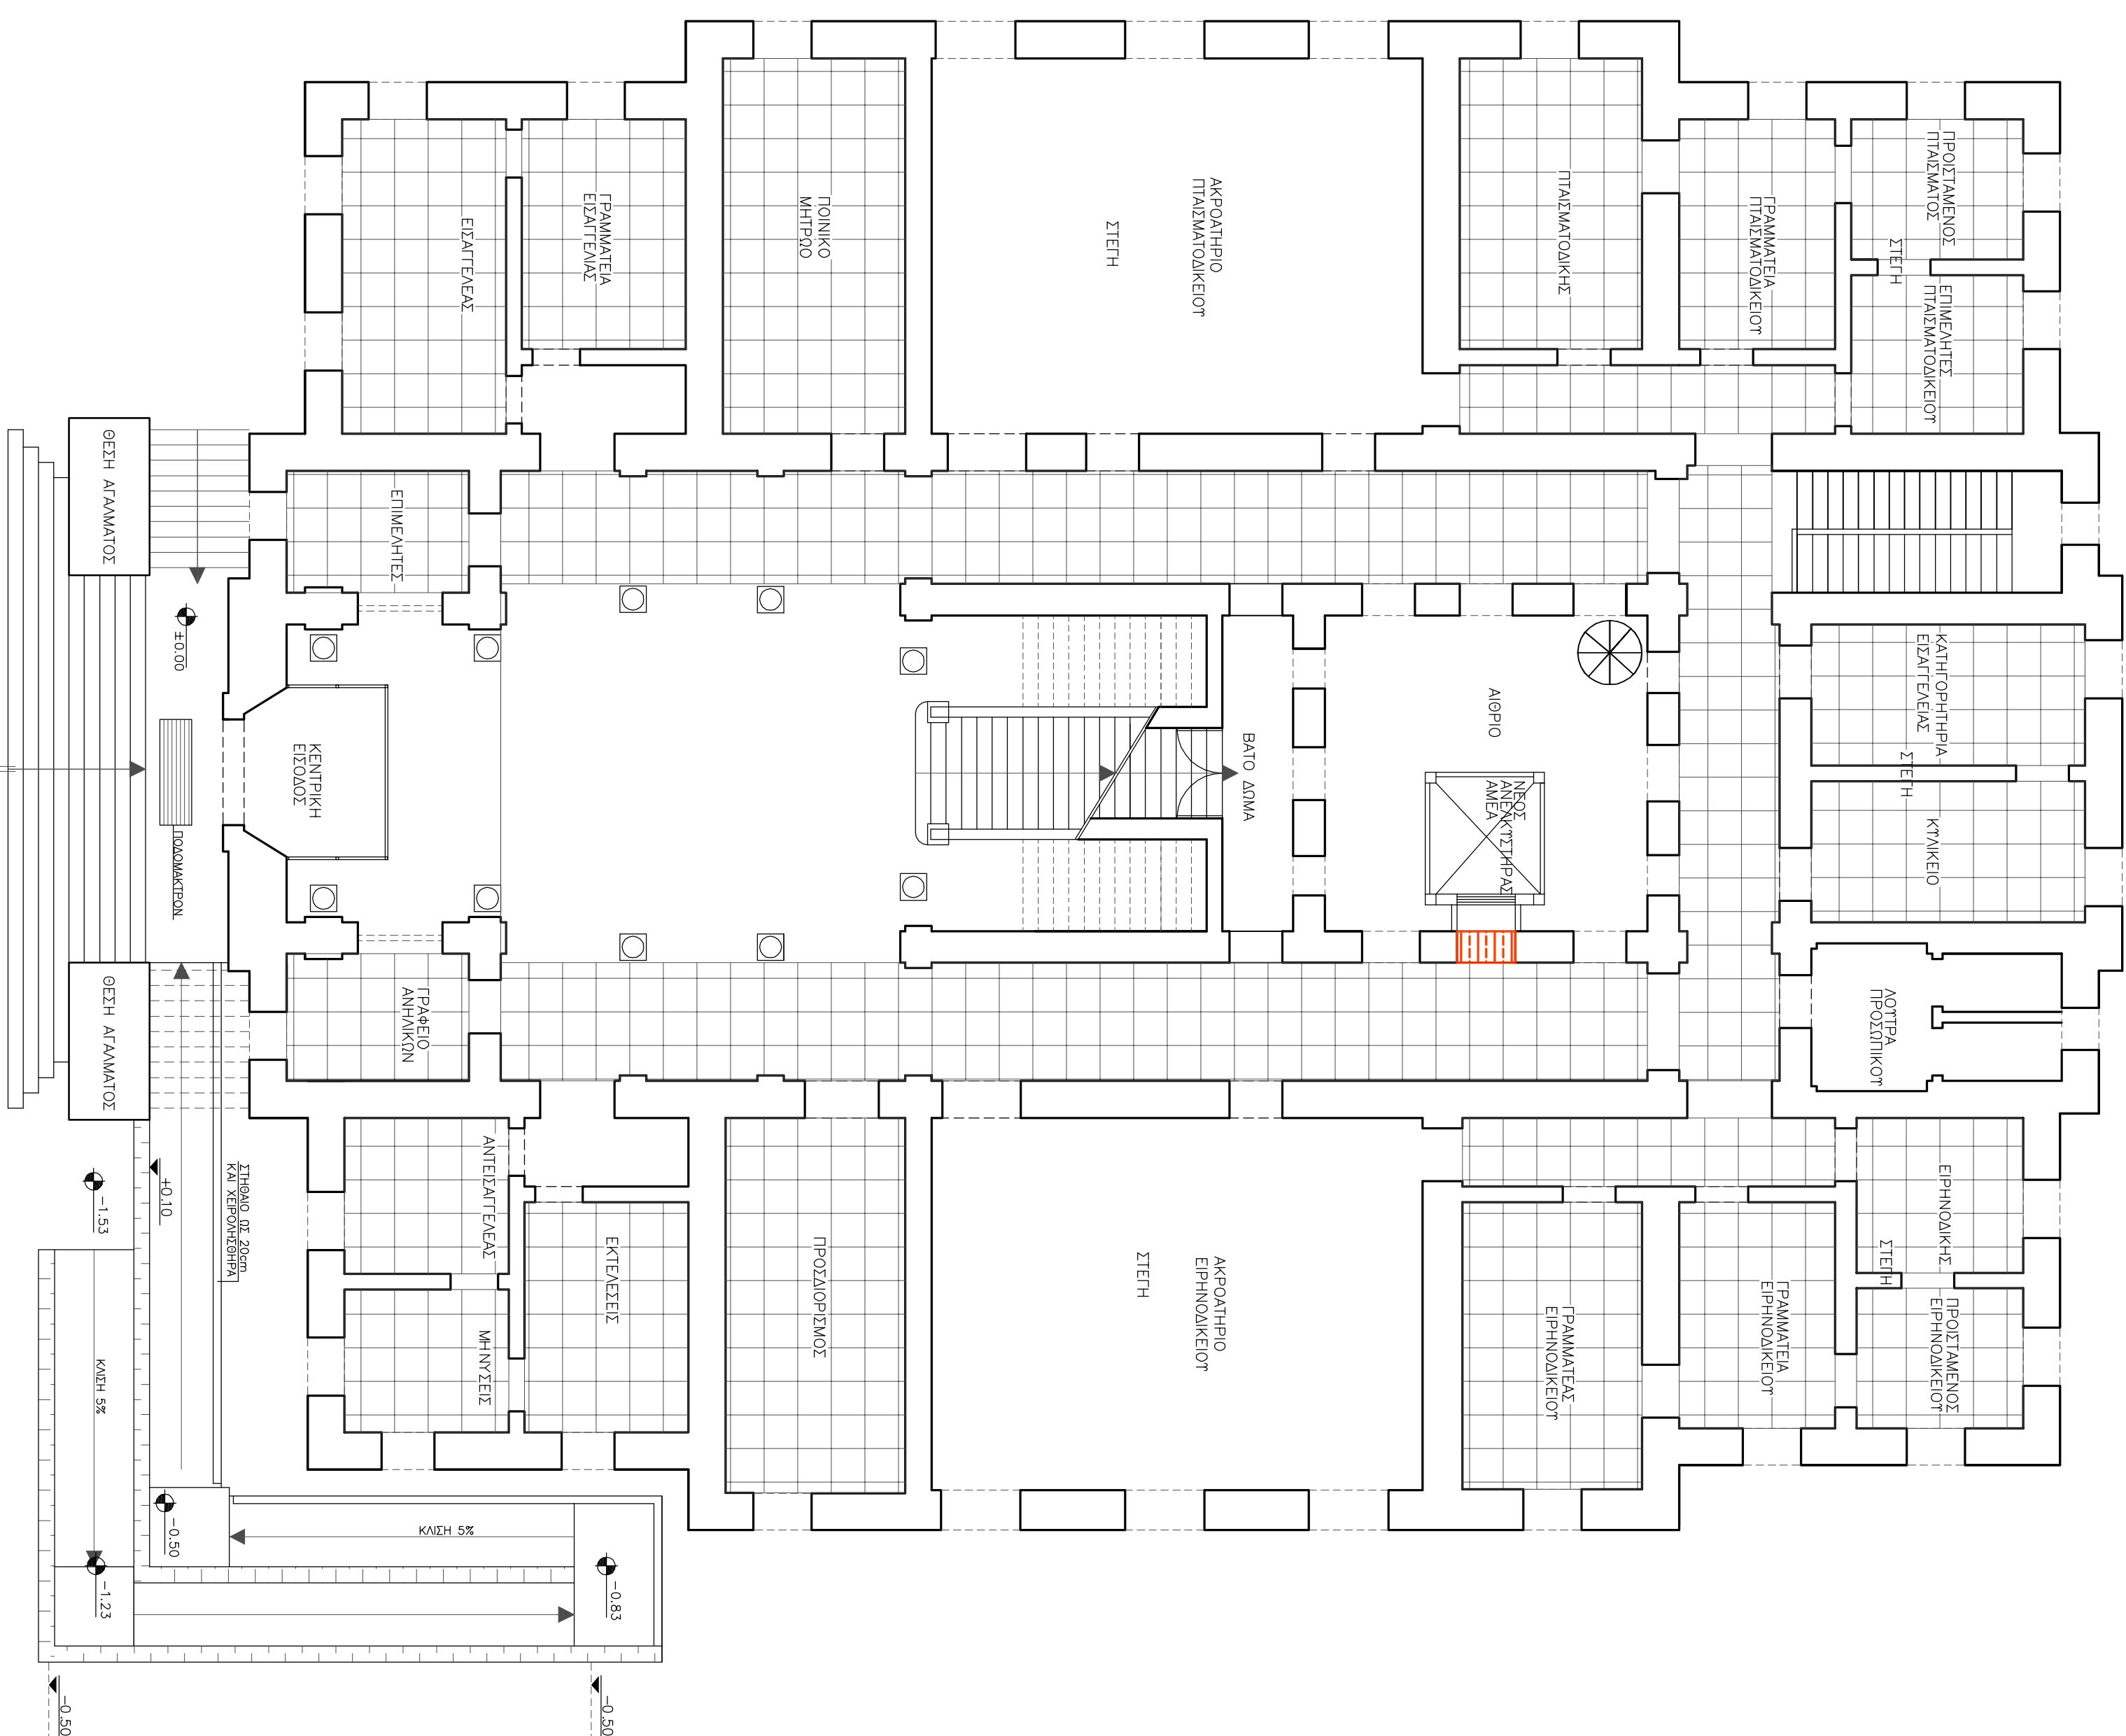 ΠΡΟΙΣΤΑΜΕΝΟΣ
ΠΤΑΙΣΜΑΤΟΣ
ΣΤΕΓΗ
ΕΠΙΜΕΛΗΤΕΣ
ΠΤΑΙΣΜΑΤΟΔΙΚΕΙΟΥ
ΓΡΑΜΜΑΤΕΙΑ
ΠΤΑΙΣΜΑΤΟΔΙΚΕΙΟΥ
ΠΤΑΙΣΜΑΤΟΔΙΚΗΣ
ΑΚΡΟΑΤΗΡΙΟ
ΠΤΑΙΣΜΑΤΟΔΙΚΕΙΟΥ
ΣΤΕΓΗ
ΠΟΙΝΙΚΟ
ΜΗΤΡΩΟ
ΓΡΑΜΜΑΤΕΙΑ
ΕΙΣΑΓΓΕΛΙΑΣ
ΕΙΣΑΓΓΕΛΕΑΣ
ΕΠΙΜΕΛΗΤΕΣ
ΘΕΣΗ ΑΓΑΛΜΑΤΟΣ
±0.00
ΚΑΤΗΓΟΡΗΤΗΡΙΑ
ΕΙΣΑΓΓΕΛΕΙΑΣ
ΣΤΕΓΗ
ΚΥΛΙΚΕΙΟ
ΑΙΘΡΙΟ
ΝΕΟΣ
ΑΝΕΛΚΥΣΤΗΡΑΣ
ΑΜΕΑ
ΒΑΤΟ ΔΩΜΑ
ΚΕΝΤΡΙΚΗ
ΕΙΣΟΔΟΣ
ΠΟΔΟΜΑΚΤΡΟΝ
ΛΟΥΤΡΑ
ΠΡΟΣΩΠΙΚΟΥ
ΓΡΑΦΕΙΟ
ΑΝΗΛΙΚΩΝ
ΘΕΣΗ ΑΓΑΛΜΑΤΟΣ
ΕΙΡΗΝΟΔΙΚΗΣ
ΣΤΕΓΗ
ΠΡΟΙΣΤΑΜΕΝΟΣ
ΕΙΡΗΝΟΔΙΚΕΙΟΥ
ΓΡΑΜΜΑΤΕΙΑ
ΕΙΡΗΝΟΔΙΚΕΙΟΥ
ΓΡΑΜΜΑΤΕΑΣ
ΕΙΡΗΝΟΔΙΚΕΙΟΥ
ΑΚΡΟΑΤΗΡΙΟ
ΕΙΡΗΝΟΔΙΚΕΙΟΥ
ΣΤΕΓΗ
ΠΡΟΣΔΙΟΡΙΣΜΟΣ
ΕΚΤΕΛΕΣΕΙΣ
ΑΝΤΕΙΣΑΓΓΕΛΕΑΣ
ΜΗΝΥΣΕΙΣ
ΣΤΗΘΑΙΟ ΩΣ 20cm
ΚΑΙ ΧΕΙΡΟΛΗΣΘΗΡΑ
+0.10
-1.53
ΚΛΙΣΗ 5%
ΚΛΙΣΗ 5%
-0.50
-0.83
-1.23
-0.50
-0.50